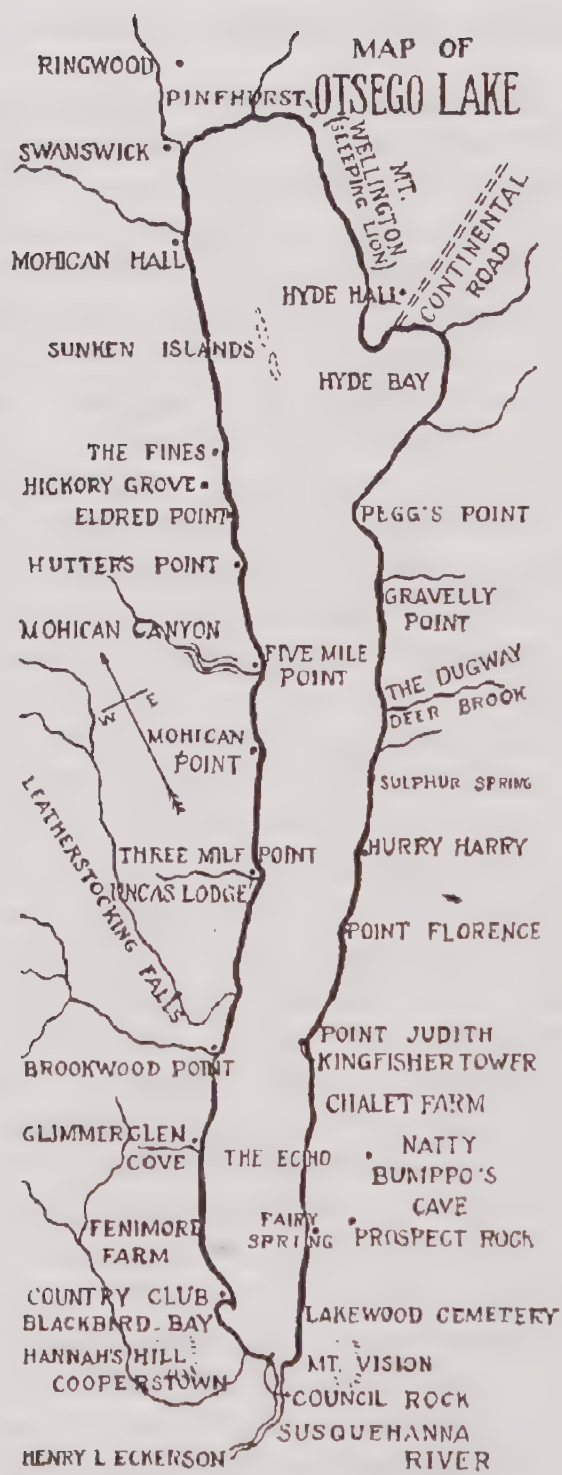 MAP OF
OTSEGO LAKE
RINGWOOD
PINEHURST
SWANSWICK
MT.
WELLINGTON
(SLEEPING LION)
CONTINENTAL
ROAD
MOHICAN HALL
HYDE HALL
SUNKEN ISLANDS
HYDE BAY
THE PINES
HICKORY GROVE
ELDRED POINT
PEGG'S POINT
HUTTER'S POINT
GRAVELLY
POINT
MOHICAN CANYON
FIVE MILE
POINT
THE DUGWAY
DEER BROOK
W E
MOHICAN
POINT
SULPHUR SPRING
LEATHERSTOCKING FALLS
THREE MILE POINT
UNCAS LODGE
HURRY HARRY
POINT FLORENCE
BROOKWOOD POINT
POINT JUDITH
KINGFISHER TOWER
CHALET FARM
GLIMMERGLEN
COVE
THE ECHO
NATTY
BUMPPO'S
CAVE
FENIMORE
FARM
FAIRY
SPRING
PROSPECT ROCK
COUNTRY CLUB
BLACKBIRD BAY
LAKEWOOD CEMETERY
HANNAH'S HILL
COOPERSTOWN
MT. VISION
COUNCIL ROCK
SUSQUEHANNA
RIVER
HENRY L ECKERSON